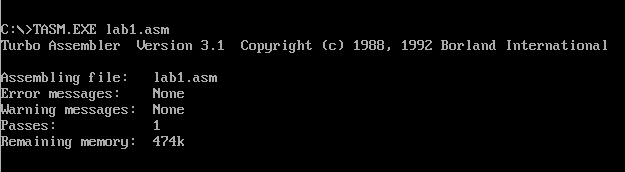 C:\>TASM.EXE lab1.asm
Turbo Assembler  Version 3.1  Copyright (c) 1988, 1992 Borland International
Assembling file:   lab1.asm
Error messages:    None
Warning messages:  None
Passes:            1
Remaining memory:  474k